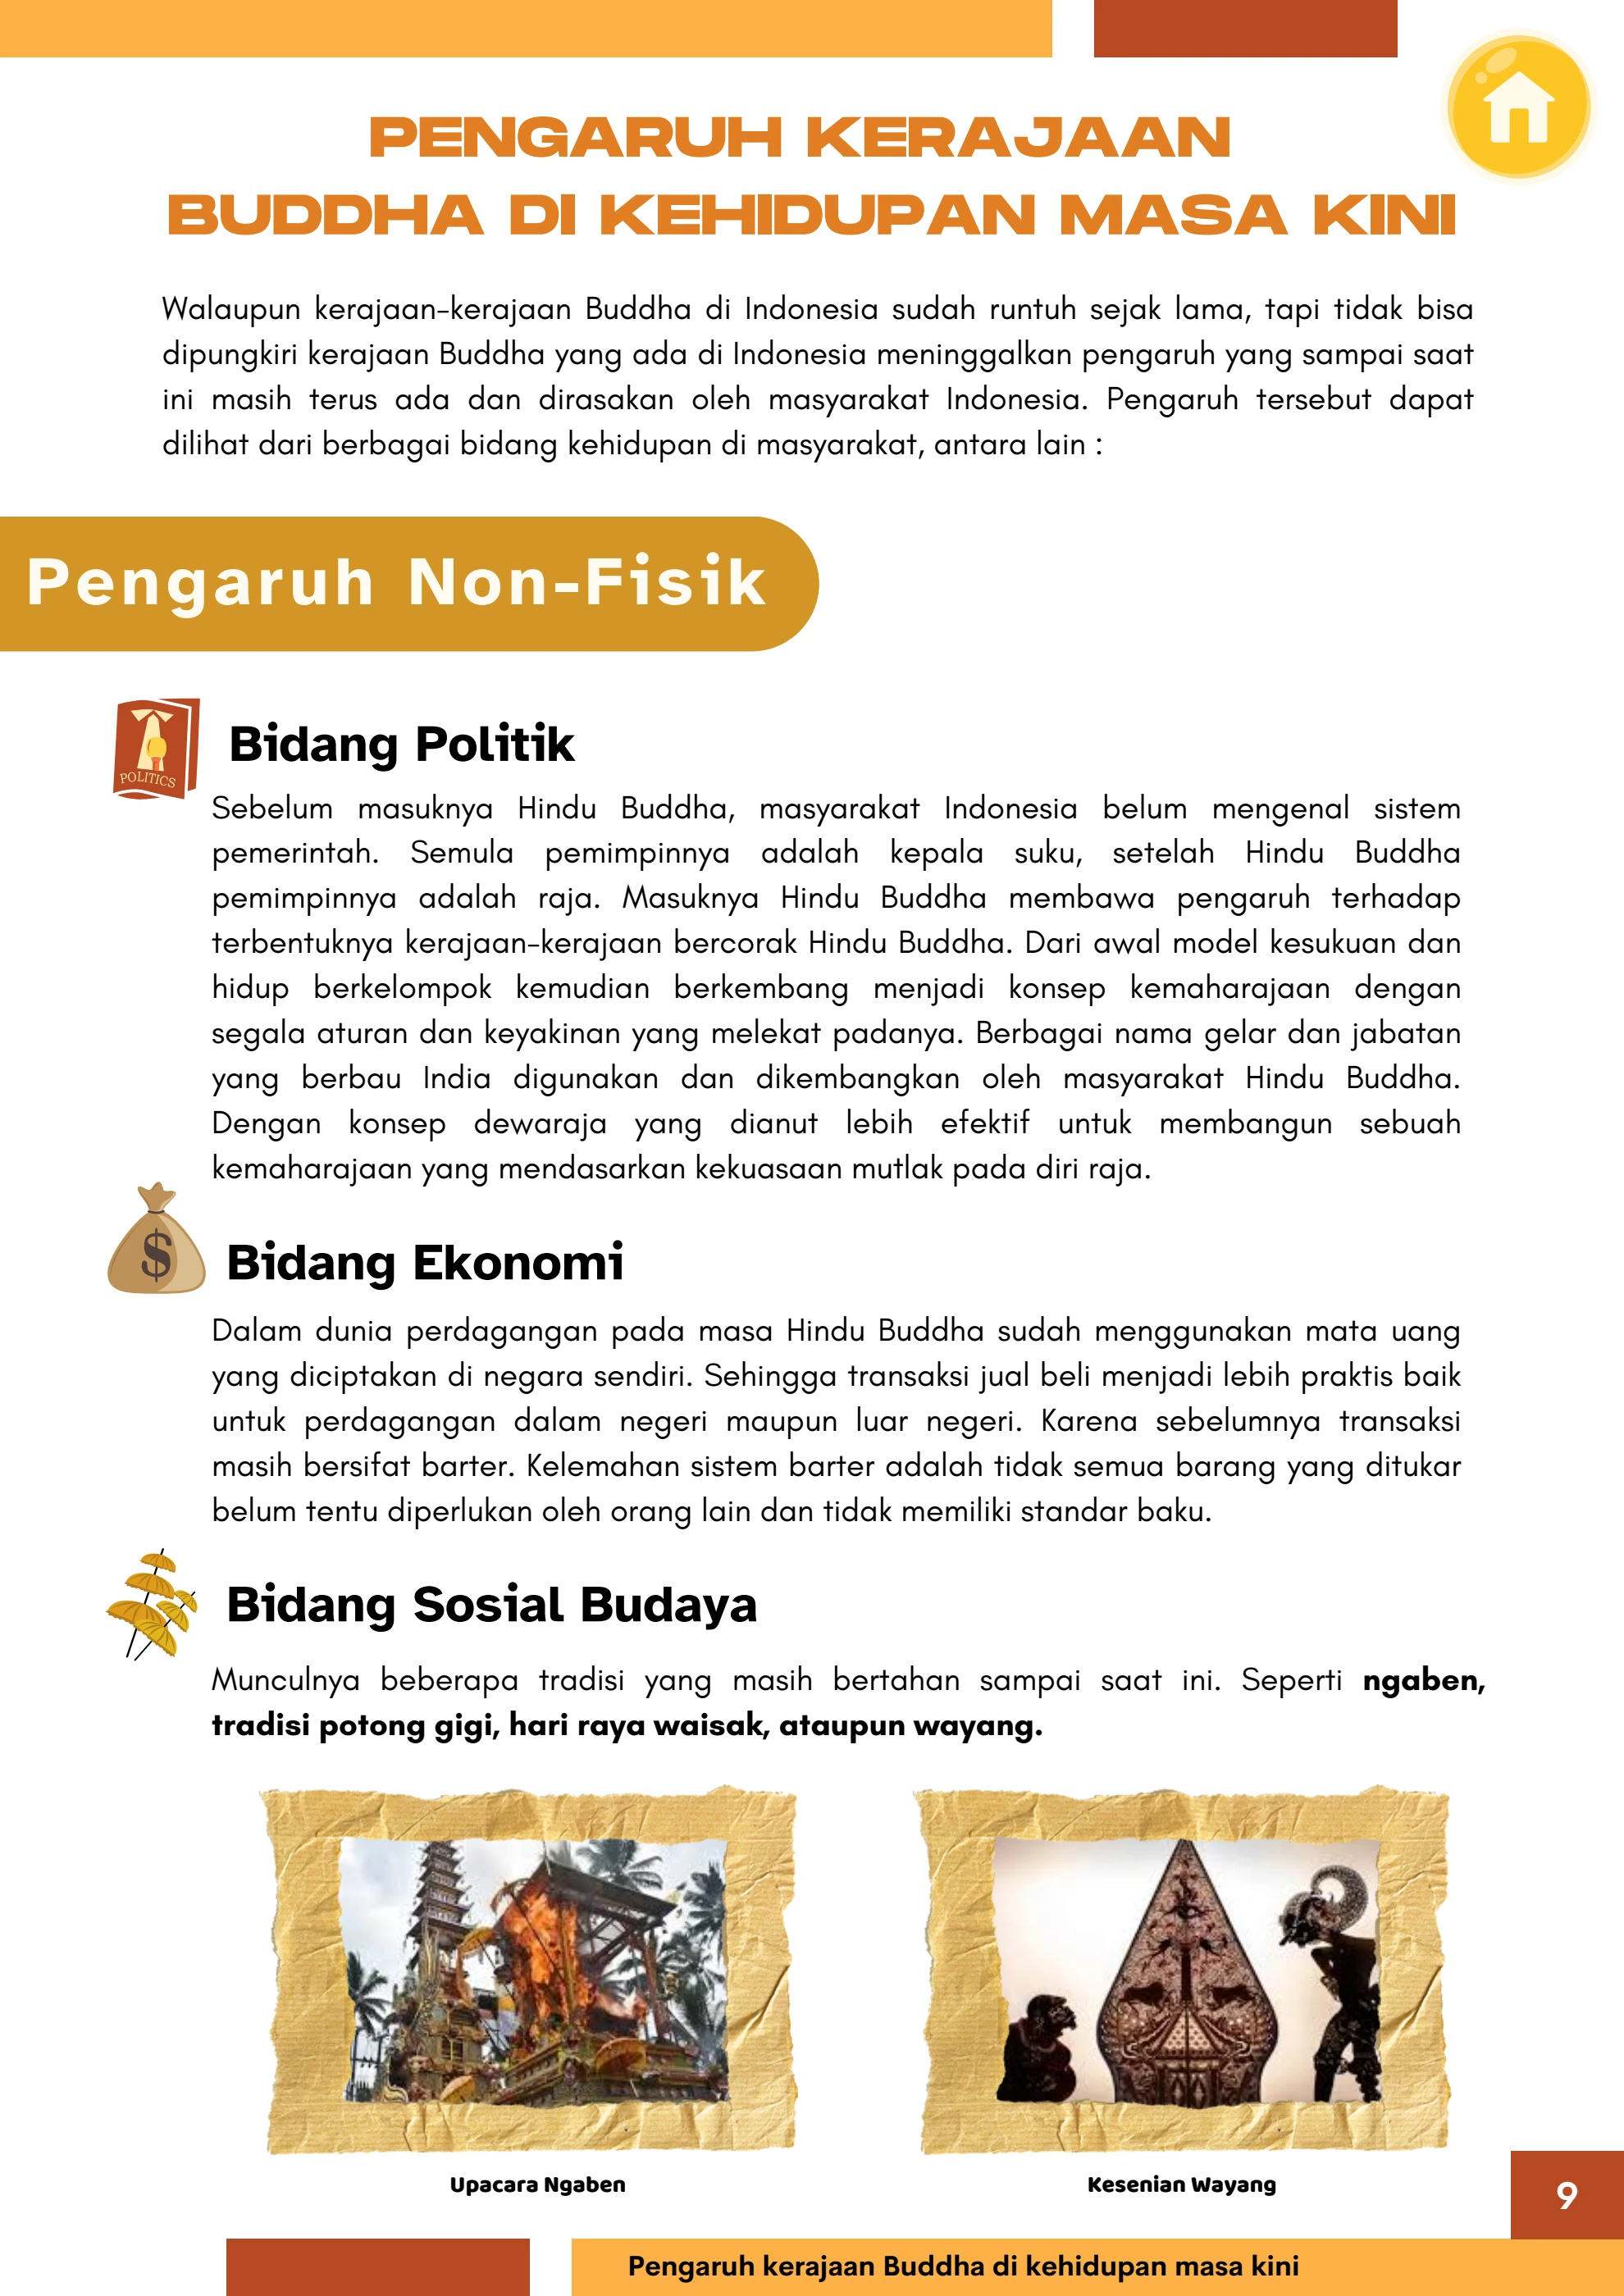 PENGARUH KERAJAAN
BUDDHA DI KEHIDUPAN MASA KINI
Walaupun kerajaan-kerajaan Buddha di Indonesia sudah runtuh sejak lama, tapi tidak bisa
dipungkiri kerajaan Buddha yang ada di Indonesia meninggalkan pengaruh yang sampai saat
ini masih terus ada dan dirasakan oleh masyarakat Indonesia. Pengaruh tersebut dapat
dilihat dari berbagai bidang kehidupan di masyarakat, antara lain :
Pengaruh Non-Fisik
POLITICS
Bidang Politik
Sebelum masuknya Hindu Buddha, masyarakat Indonesia belum mengenal sistem
pemerintah. Semula pemimpinnya adalah kepala suku, setelah Hindu Buddha
pemimpinnya adalah raja. Masuknya Hindu Buddha membawa pengaruh terhadap
terbentuknya kerajaan-kerajaan bercorak Hindu Buddha. Dari awal model kesukuan dan
hidup berkelompok kemudian berkembang menjadi konsep kemaharajaan dengan
segala aturan dan keyakinan yang melekat padanya. Berbagai nama gelar dan jabatan
yang berbau India digunakan dan dikembangkan oleh masyarakat Hindu Buddha.
Dengan konsep dewaraja yang dianut lebih efektif untuk membangun sebuah
kemaharajaan yang mendasarkan kekuasaan mutlak pada diri raja.
$
Bidang Ekonomi
Dalam dunia perdagangan pada masa Hindu Buddha sudah menggunakan mata uang
yang diciptakan di negara sendiri. Sehingga transaksi jual beli menjadi lebih praktis baik
untuk perdagangan dalam negeri maupun luar negeri. Karena sebelumnya transaksi
masih bersifat barter. Kelemahan sistem barter adalah tidak semua barang yang ditukar
belum tentu diperlukan oleh orang lain dan tidak memiliki standar baku.
Bidang Sosial Budaya
Munculnya beberapa tradisi yang masih bertahan sampai saat ini. Seperti ngaben,
tradisi potong gigi, hari raya waisak, ataupun wayang.
Upacara Ngaben
Kesenian Wayang
9
Pengaruh kerajaan Buddha di kehidupan masa kini